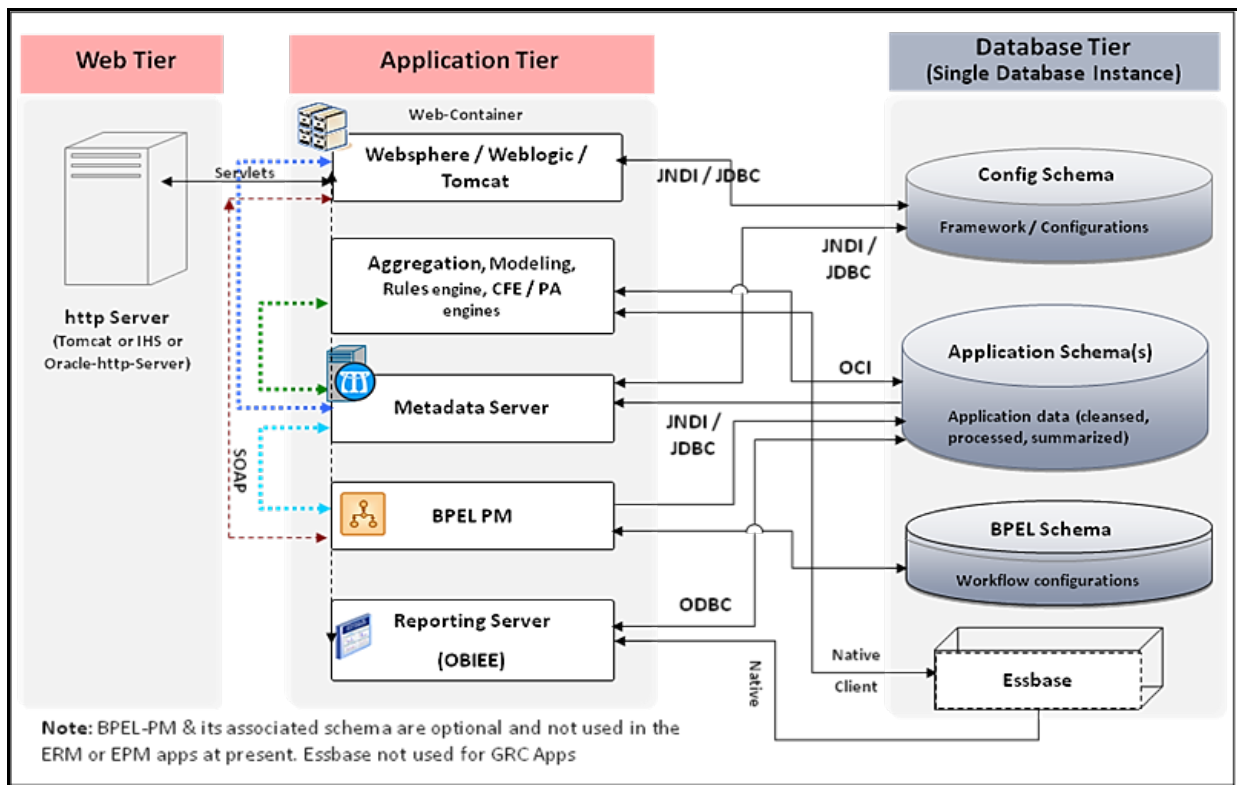 Web Tier
Application Tier
Database Tier
(Single Database Instance)
Web-Container
Websphere / Weblogic /
Tomcat
Servlets
JNDI / JDBC
Config Schema
Framework / Configurations
JNDI /
JDBC
Aggregation, Modeling,
Rules engine, CFE / PA
engines
http Server
(Tomcat or IHS or
Oracle-http-Server)
OCI
Application Schema(s)
Application data (cleansed,
processed, summarized)
Metadata Server
JNDI /
JDBC
SOAP
BPEL PM
BPEL Schema
Workflow configurations
ODBC
Reporting Server
(OBIEE)
Native
Native
Client
Essbase
Note: BPEL-PM & its associated schema are optional and not used in the
ERM or EPM apps at present. Essbase not used for GRC Apps